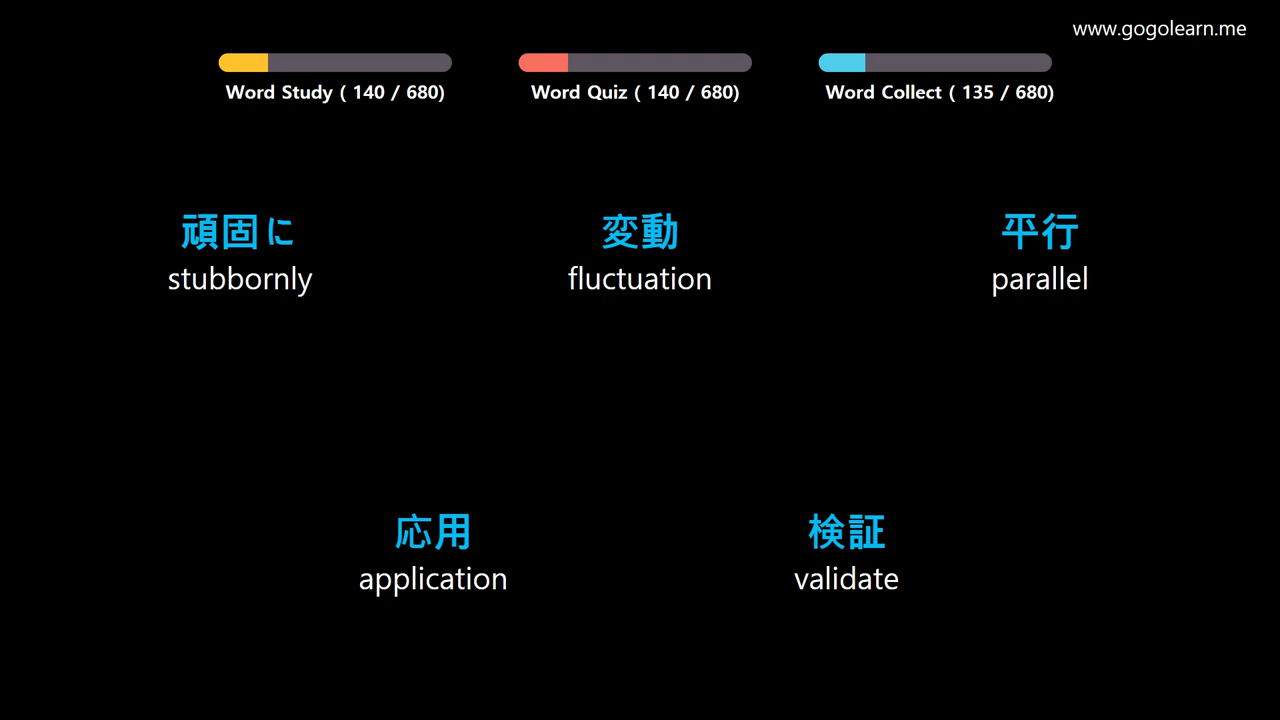 www.gogolearn.me
Word Study ( 140 / 680)
Word Quiz ( 140 / 680)
Word Collect ( 135 / 680)
頑固に
stubbornly
変動
fluctuation
平行
parallel
応用
application
検証
validate